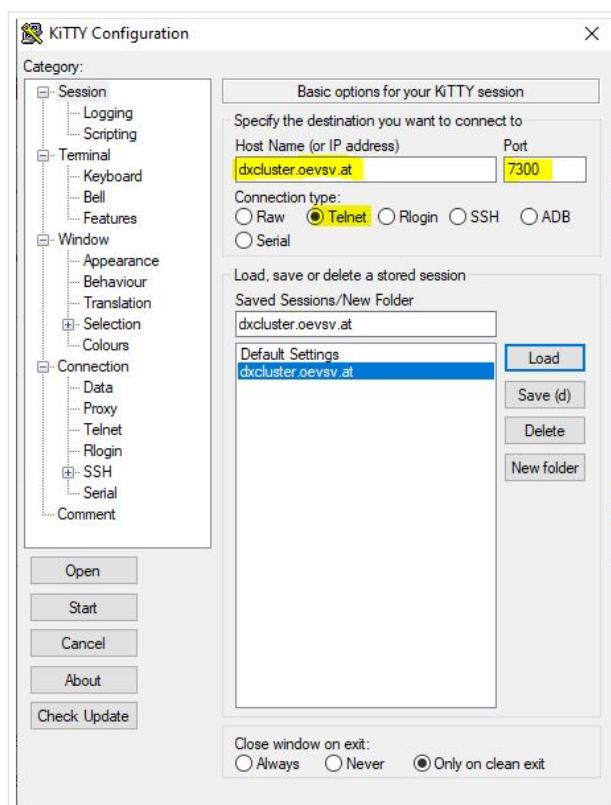 KiTTY Configuration
Category:
Session
Logging
Scripting
Terminal
Keyboard
Bell
Features
Window
Appearance
Behaviour
Translation
Selection
Colours
Connection
Data
Proxy
Telnet
Rlogin
SSH
Serial
Comment
Open
Start
Cancel
About
Check Update
Basic options for your KiTTY session
Specify the destination you want to connect to
Host Name (or IP address) Port
dxcluster.oevsv.at 7300
Connection type:
Raw Telnet Rlogin SSH ADB
Serial
Load, save or delete a stored session
Saved Sessions/New Folder
dxcluster.oevsv.at
Default Settings
dxcluster.oevsv.at
Load
Save (d)
Delete
New folder
Close window on exit:
Always Never Only on clean exit